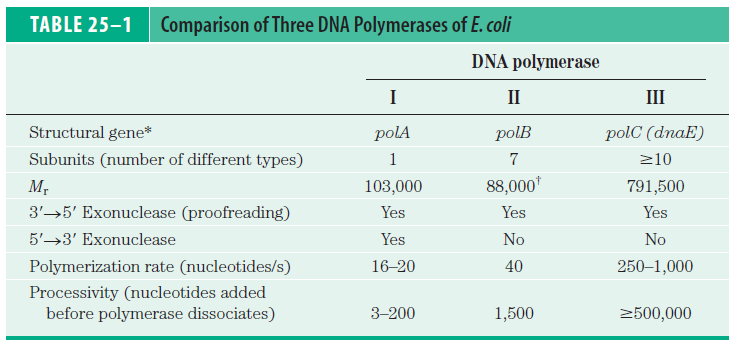 TABLE 25–1 Comparison of Three DNA Polymerases of E. coli
DNA polymerase
I II III
Structural gene* polA polB polC (dnaE)
Subunits (number of different types) 1 7 ≥10
Mr 103,000 88,000† 791,500
3′→5′ Exonuclease (proofreading) Yes Yes Yes
5′→3′ Exonuclease Yes No No
Polymerization rate (nucleotides/s) 16–20 40 250–1,000
Processivity (nucleotides added
before polymerase dissociates) 3–200 1,500 ≥500,000